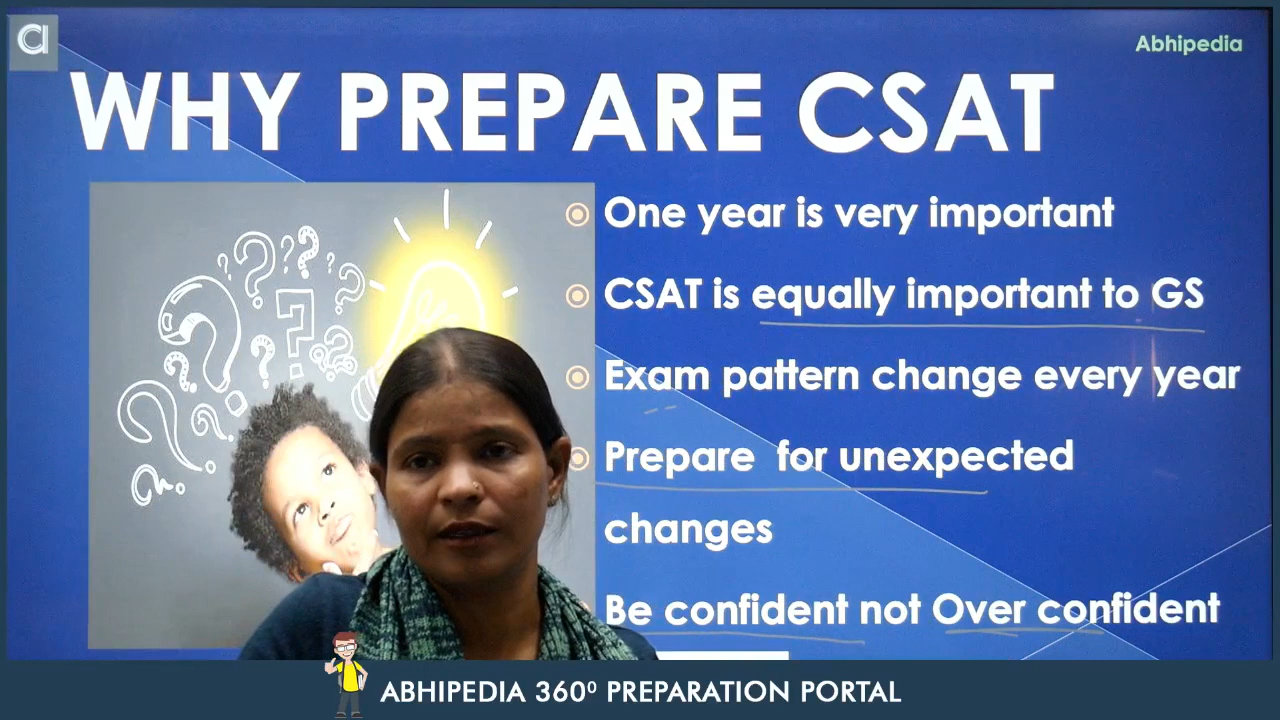 Abhipedia
WHY PREPARE CSAT
One year is very important
CSAT is equally important to GS
Exam pattern change every year
Prepare for unexpected
changes
Be confident not Over confident
ABHIPEDIA 360⁰ PREPARATION PORTAL